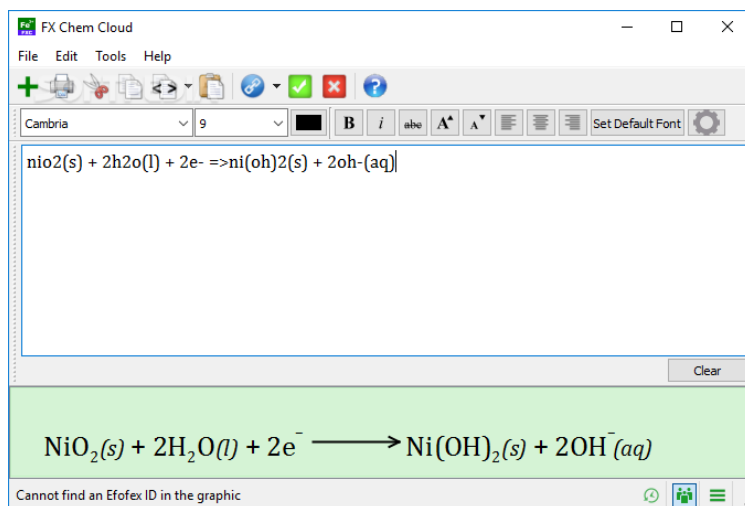 FX Chem Cloud
File Edit Tools Help
Cambria 9 B i abc A A Set Default Font
nio2(s) + 2h2o(l) + 2e- =>ni(oh)2(s) + 2oh-(aq)
Clear
NiO₂(s) + 2H₂O(l) + 2e⁻ ⟶ Ni(OH)₂(s) + 2OH⁻(aq)
Cannot find an Efofex ID in the graphic